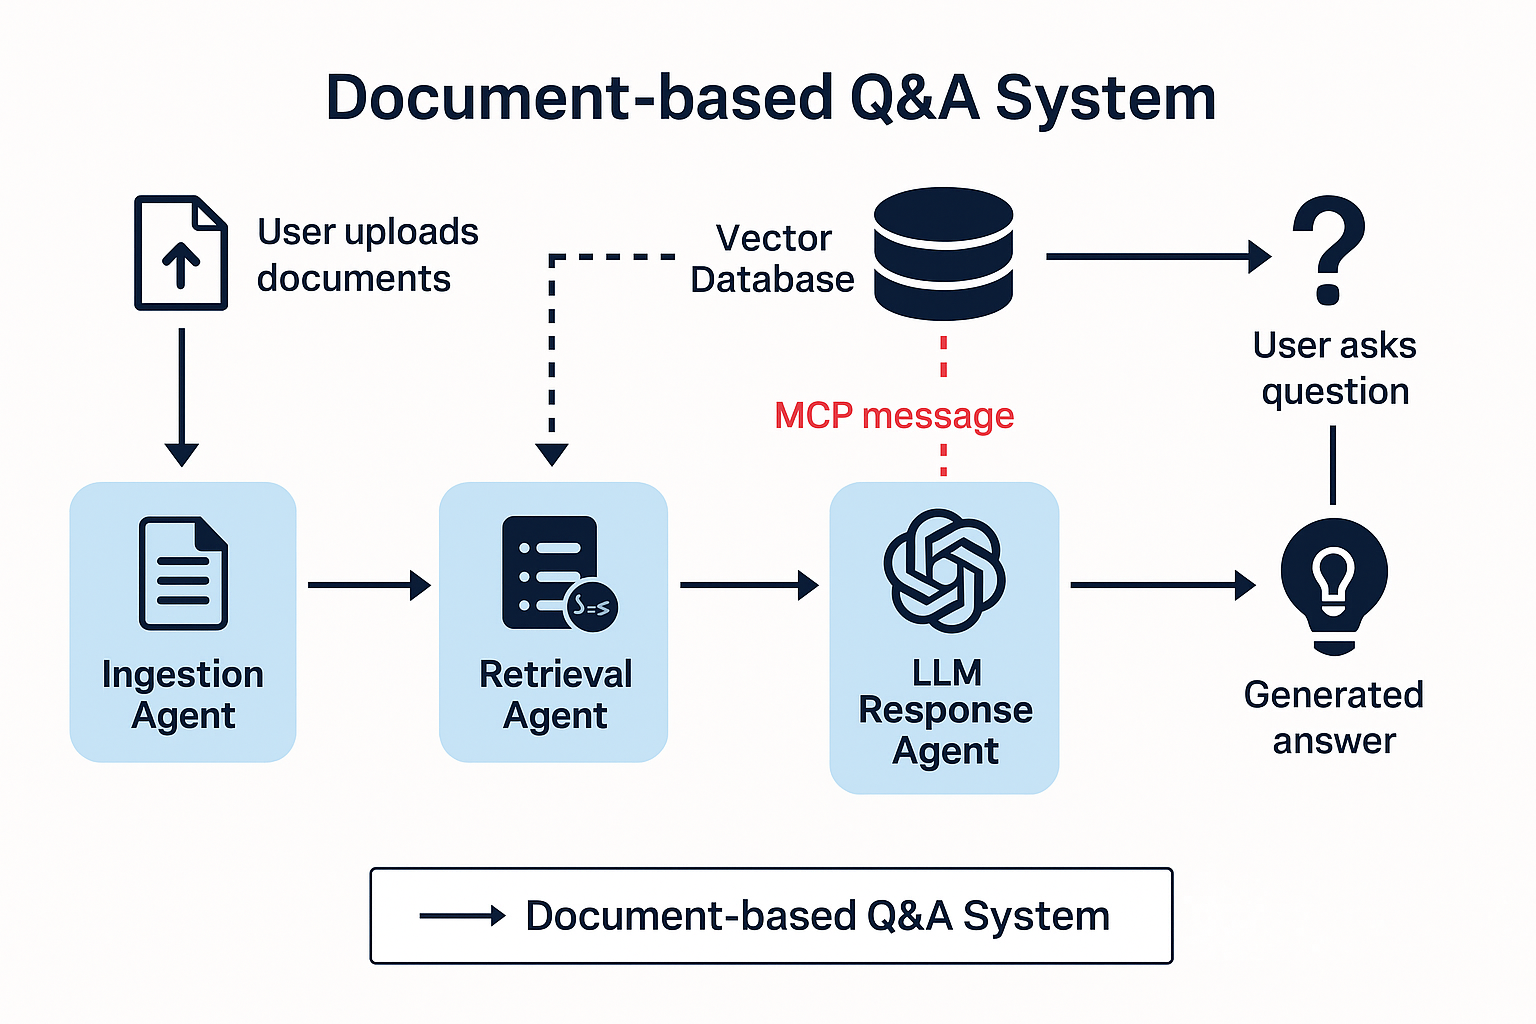 Document-based Q&A System
User uploads
documents
Vector
Database
User asks
question
MCP message
Ingestion
Agent
Retrieval
Agent
LLM
Response
Agent
Generated
answer
Document-based Q&A System